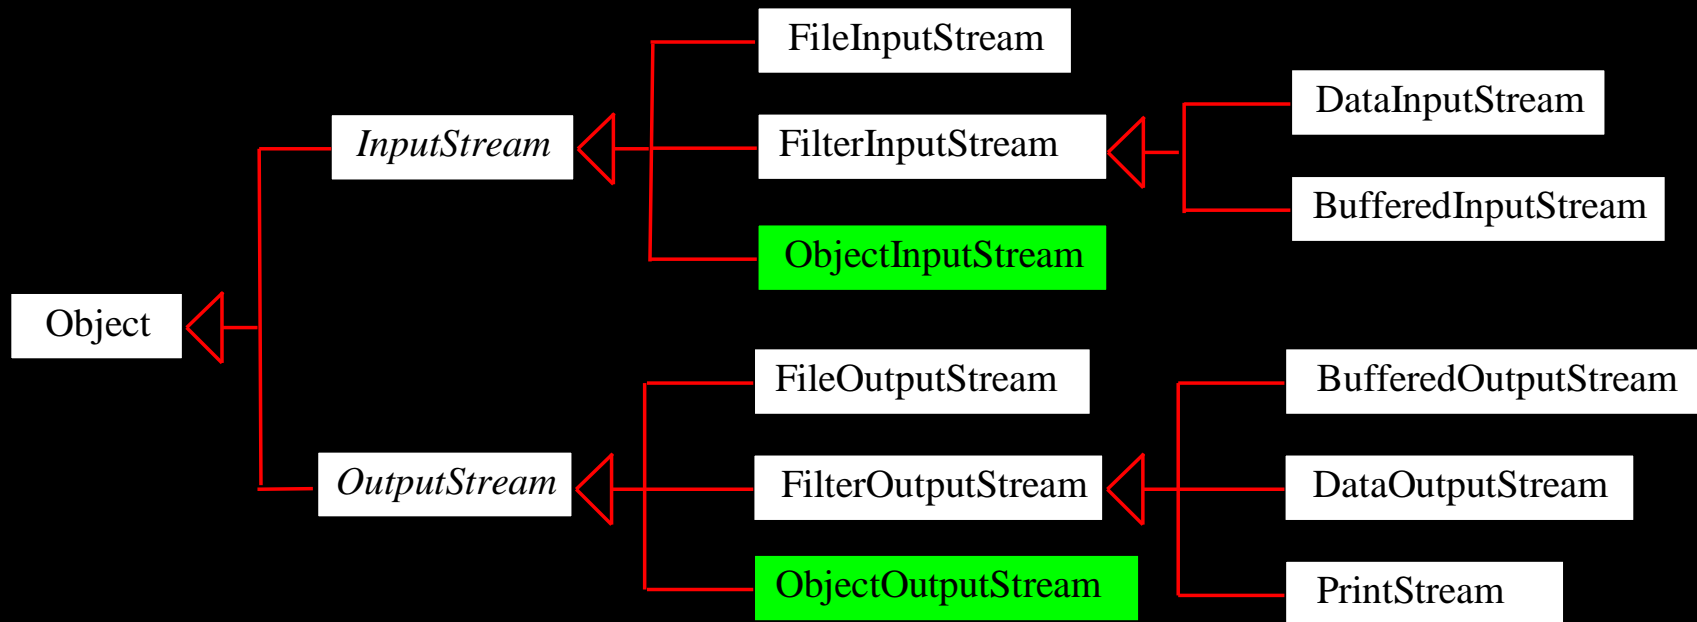 FileInputStream
DataInputStream
InputStream
FilterInputStream
BufferedInputStream
ObjectInputStream
Object
FileOutputStream
BufferedOutputStream
OutputStream
FilterOutputStream
DataOutputStream
ObjectOutputStream
PrintStream